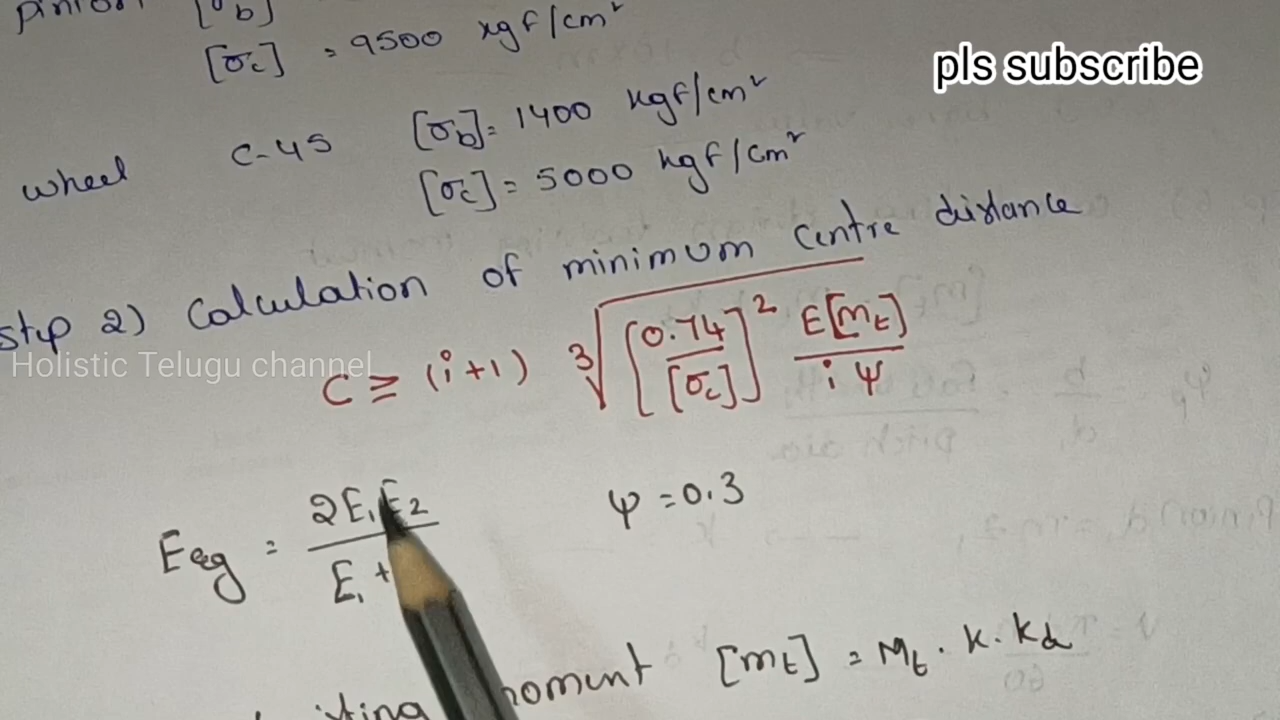 pinion [σb]
[σc] = 9500 kgf/cm²
pls subscribe
wheel C-45 [σb] = 1400 kgf/cm²
[σc] = 5000 kgf/cm²
Step 2) Calculation of minimum Centre distance
Holistic Telugu channel
C ≥ (i+1) ∛([0.74/[σc]]² E[Mt]/iψ)
Eeq = 2E₁E₂/E₁+
ψ = 0.3
moment [Mt] = Mt. K. Kd